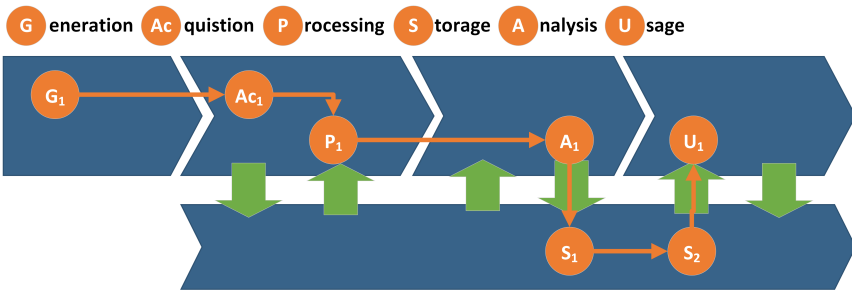 G eneration Ac quistion P rocessing S torage A nalysis U sage
G₁
Ac₁
P₁
A₁
U₁
S₁
S₂